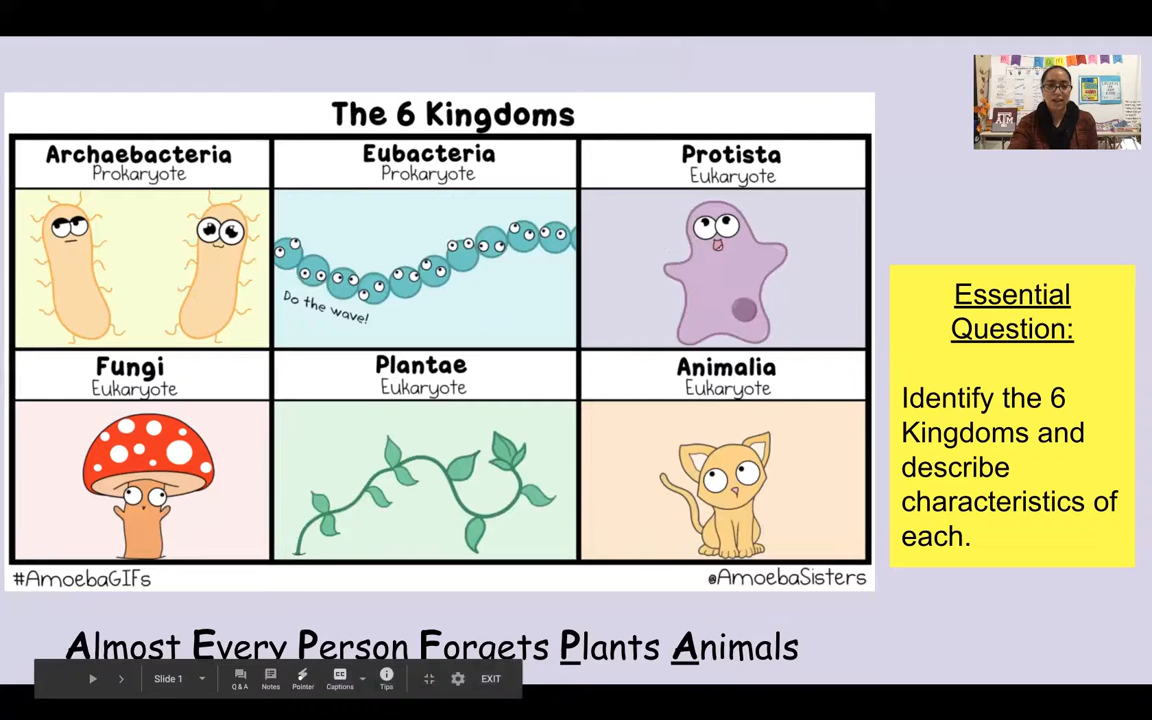 The 6 Kingdoms
Archaebacteria
Prokaryote
Eubacteria
Prokaryote
Protista
Eukaryote
Do the wave!
Fungi
Eukaryote
Plantae
Eukaryote
Animalia
Eukaryote
#AmoebaGIFs
@AmoebaSisters
Essential
Question:
Identify the 6
Kingdoms and
describe
characteristics of
each.
Almost Every Person Forgets Plants Animals
Slide 1
Q & A
Notes
Pointer
Captions
Tips
EXIT
ATM